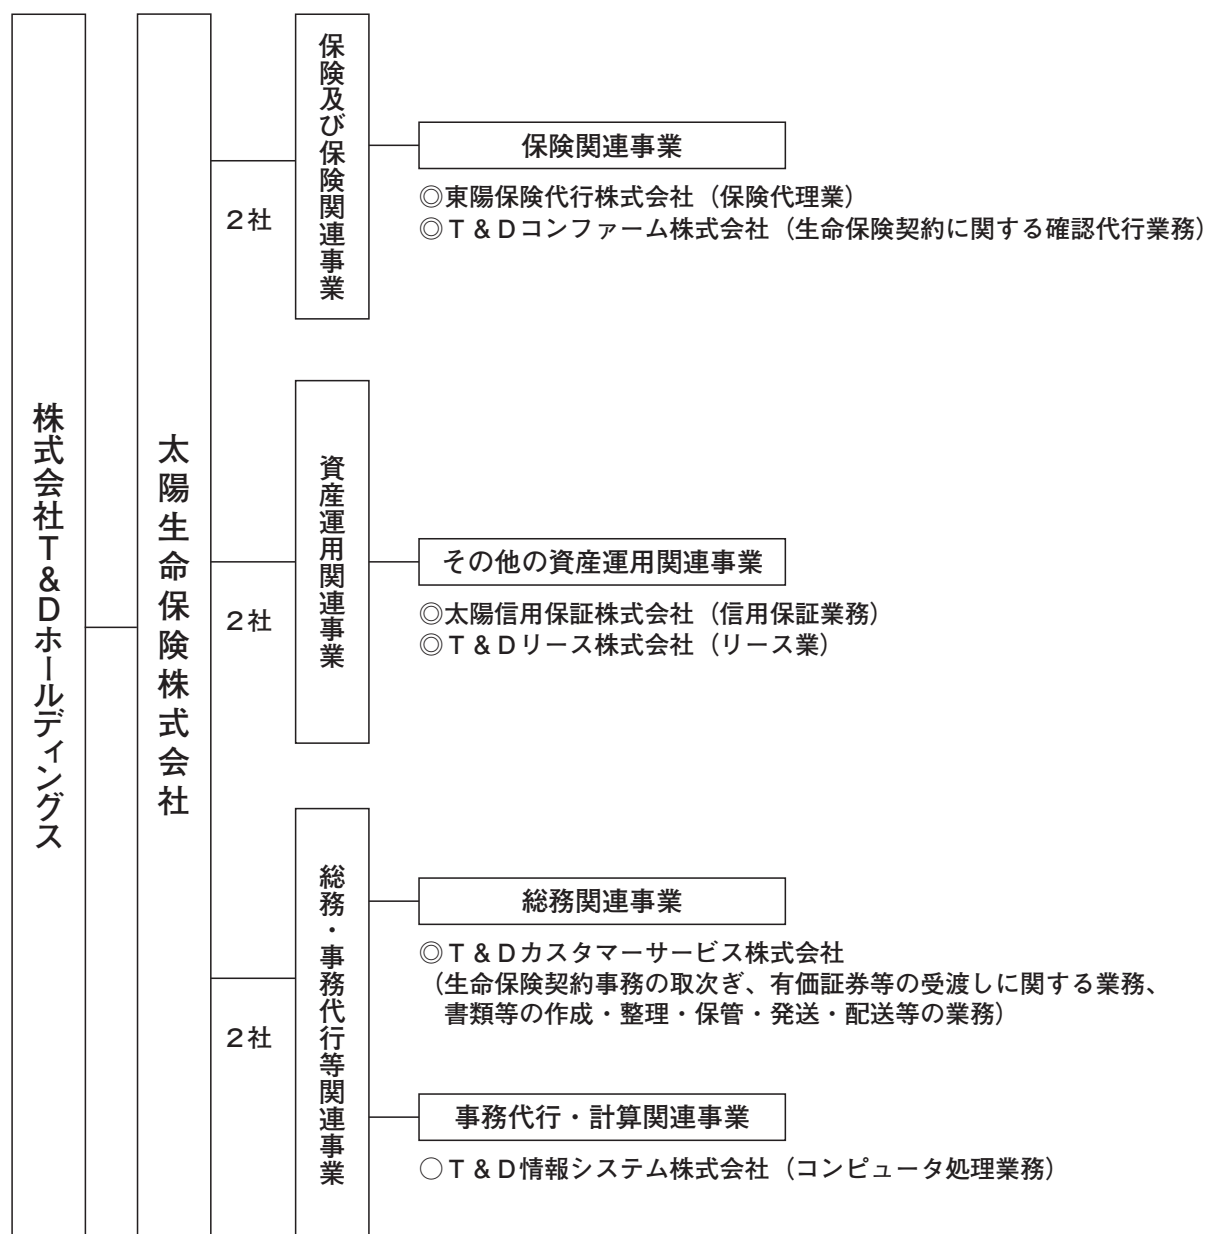 株式会社Ｔ＆Ｄホールディングス
太陽生命保険株式会社
2社
保険及び保険関連事業
保険関連事業
◎東陽保険代行株式会社（保険代理業）
◎Ｔ＆Ｄコンファーム株式会社（生命保険契約に関する確認代行業務）
2社
資産運用関連事業
その他の資産運用関連事業
◎太陽信用保証株式会社（信用保証業務）
◎Ｔ＆Ｄリース株式会社（リース業）
2社
総務・事務代行等関連事業
総務関連事業
◎Ｔ＆Ｄカスタマーサービス株式会社
（生命保険契約事務の取次ぎ、有価証券等の受渡しに関する業務、
書類等の作成・整理・保管・発送・配送等の業務）
事務代行・計算関連事業
○Ｔ＆Ｄ情報システム株式会社（コンピュータ処理業務）